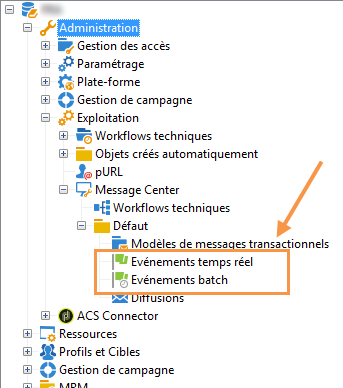 Administration
Gestion des accès
Paramétrage
Plate-forme
Gestion de campagne
Exploitation
Workflows techniques
Objets créés automatiquement
pURL
Message Center
Workflows techniques
Défaut
Modèles de messages transactionnels
Evénements temps réel
Evénements batch
Diffusions
ACS Connector
Ressources
Profils et Cibles
Gestion de campagne
MRM